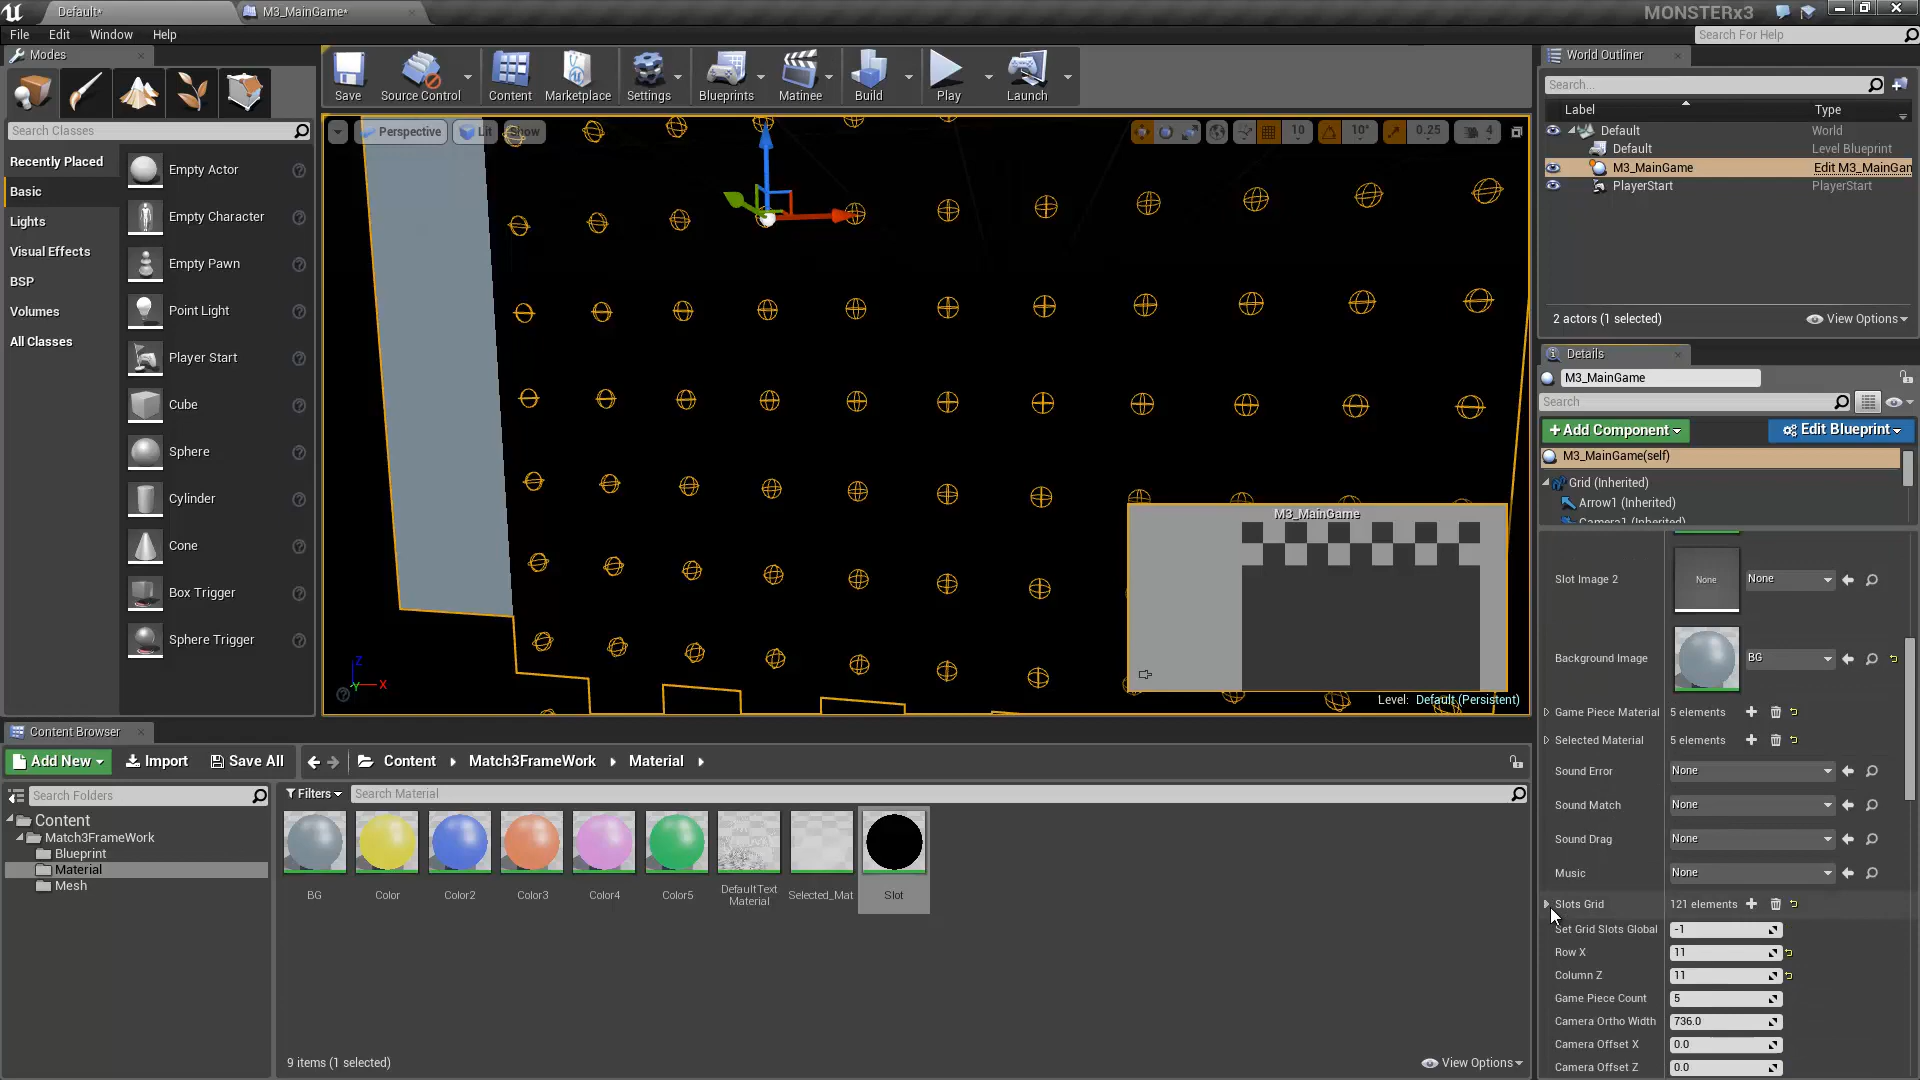 Default*
M3_MainGame*
MONSTERx3
File Edit Window Help
Search For Help
Modes
Search Classes
Recently Placed
Basic
Lights
Visual Effects
BSP
Volumes
All Classes
Empty Actor
Empty Character
Empty Pawn
Point Light
Player Start
Cube
Sphere
Cylinder
Cone
Box Trigger
Sphere Trigger
Save
Source Control
Content
Marketplace
Settings
Blueprints
Matinee
Build
Play
Launch
Perspective
Lit
Show
10
10°
0.25
4
M3_MainGame
Level: Default (Persistent)
Z
X
Y
World Outliner
Search...
Label Type
Default World
Default Level Blueprint
M3_MainGame Edit M3_MainGan
PlayerStart PlayerStart
2 actors (1 selected)
View Options
Details
M3_MainGame
Search
+ Add Component
Edit Blueprint
M3_MainGame(self)
Grid (Inherited)
Arrow1 (Inherited)
Camera1 (Inherited)
Slot Image 2
None
None
Background Image
BG
Game Piece Material 5 elements
Selected Material 5 elements
Sound Error None
Sound Match None
Sound Drag None
Music None
Slots Grid 121 elements
Set Grid Slots Global -1
Row X 11
Column Z 11
Game Piece Count 5
Camera Ortho Width 736.0
Camera Offset X 0.0
Camera Offset Z 0.0
Content Browser
Add New
Import
Save All
Content
Match3FrameWork
Material
Search Folders
Filters
Search Material
Content
Match3FrameWork
Blueprint
Material
Mesh
BG
Color
Color2
Color3
Color4
Color5
DefaultText
Material
Selected_Mat
Slot
9 items (1 selected)
View Options